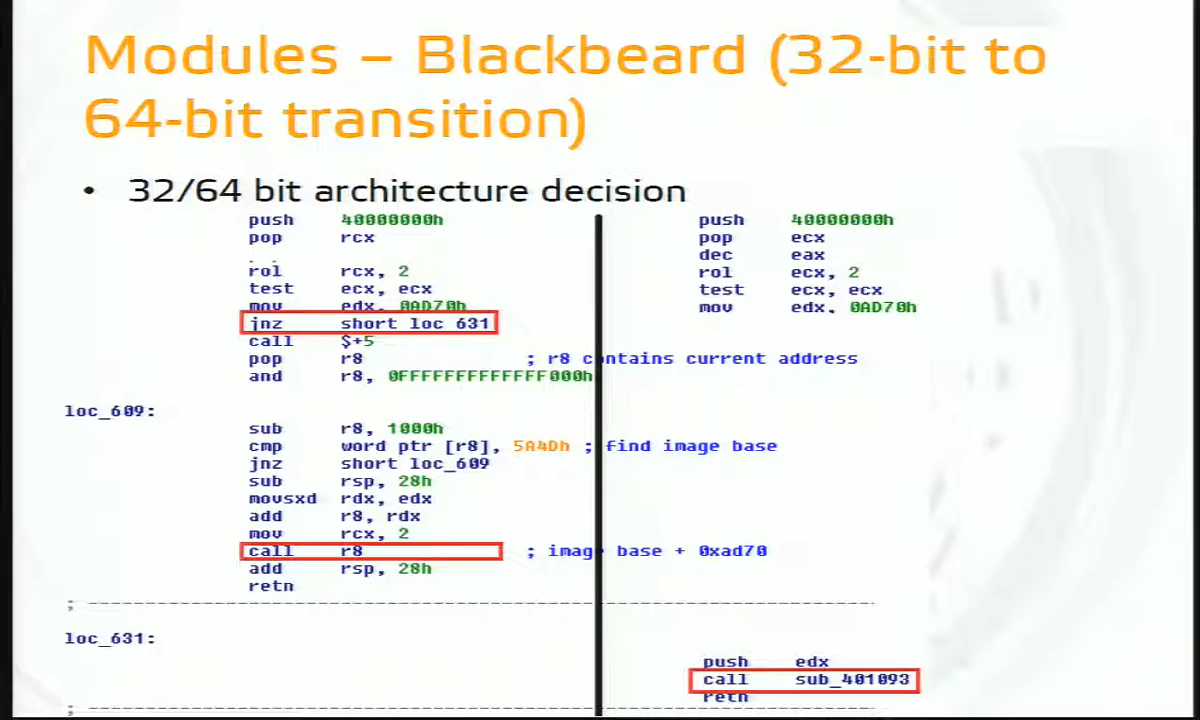 Modules – Blackbeard (32-bit to
64-bit transition)
• 32/64 bit architecture decision
push 40000000h
pop rcx
rol rcx, 2
test ecx, ecx
mov edx, 0AD70h
jnz short loc_631
call $+5
pop r8 ; r8 contains current address
and r8, 0FFFFFFFFFFFFF000h
loc_609:
sub r8, 1000h
cmp word ptr [r8], 5A4Dh ; find image base
jnz short loc_609
sub rsp, 28h
movsxd rdx, edx
add r8, rdx
mov rcx, 2
call r8 ; image base + 0xad70
add rsp, 28h
retn
; ---------------------------------------------------------------
loc_631:
; ---------------------------------------------------------------
push 40000000h
pop ecx
dec eax
rol ecx, 2
test ecx, ecx
mov edx, 0AD70h
push edx
call sub_401093
retn